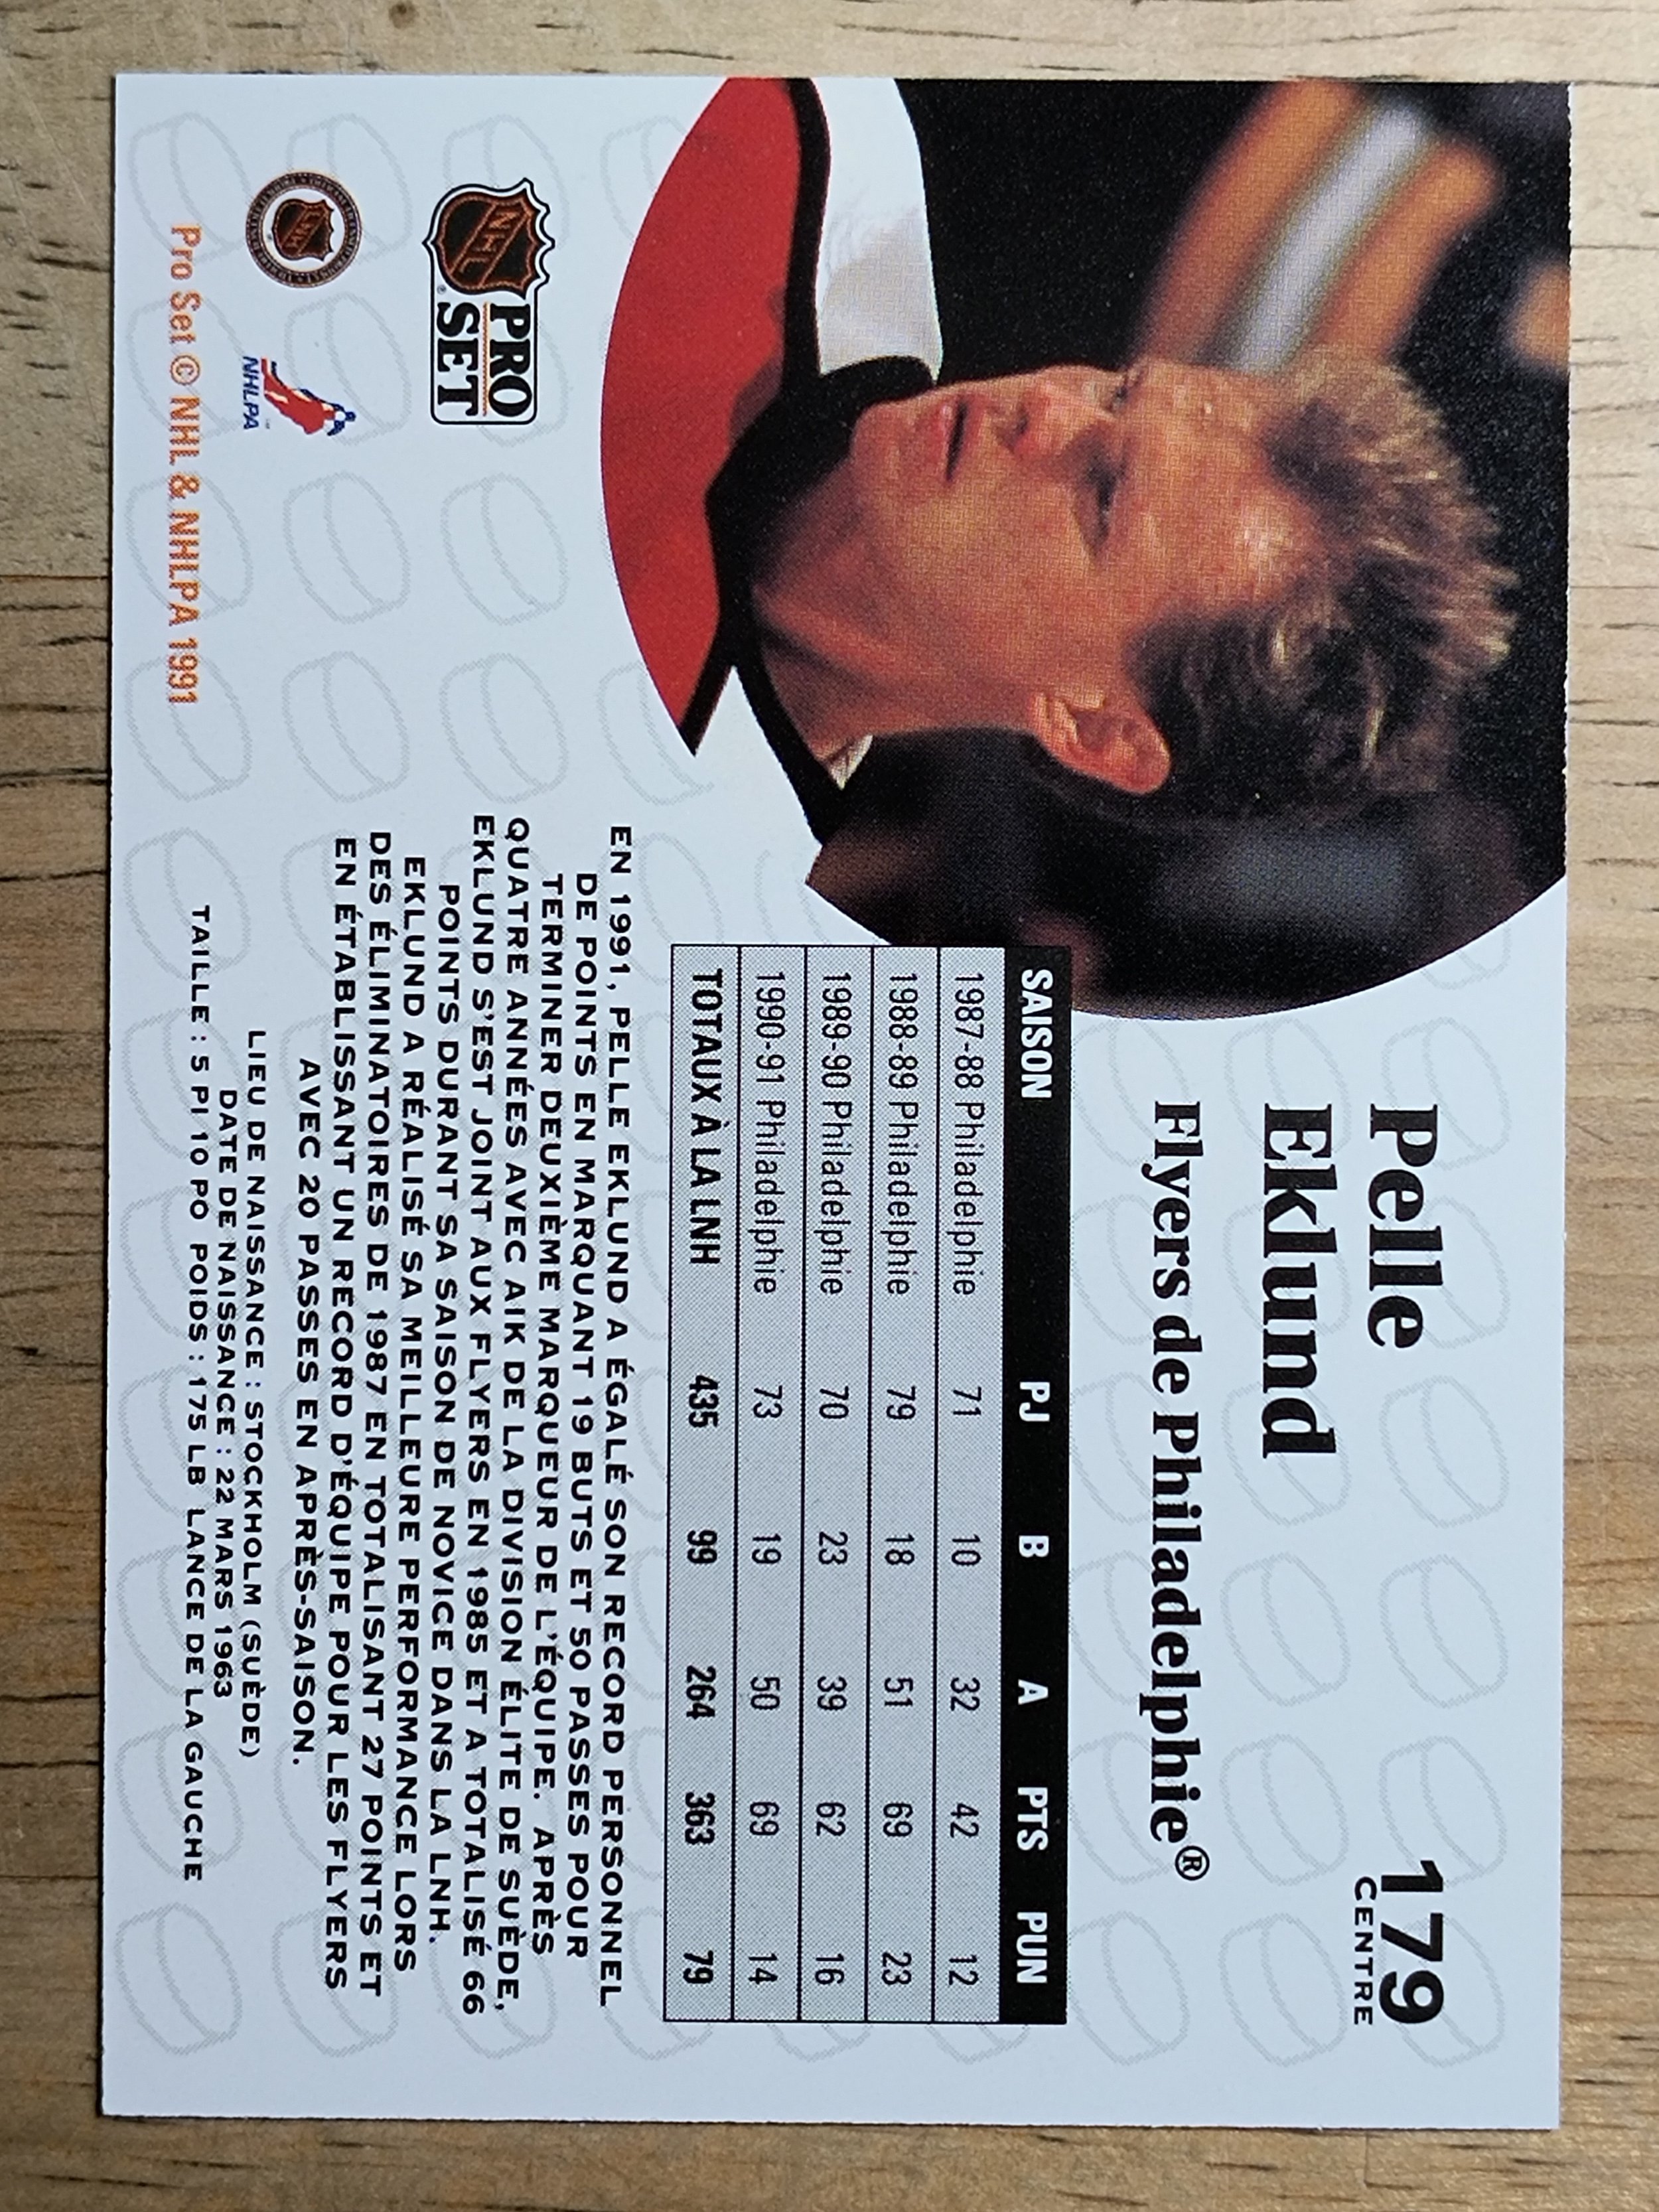 Pelle
Eklund
179
CENTRE
Flyers de Philadelphie®
SAISON PJ B A PTS PUN
1987-88 Philadelphie 71 10 32 42 12
1988-89 Philadelphie 79 18 51 69 23
1989-90 Philadelphie 70 23 39 62 16
1990-91 Philadelphie 73 19 50 69 14
TOTAUX À LA LNH 435 99 264 363 79
EN 1991, PELLE EKLUND A ÉGALÉ SON RECORD PERSONNEL
DE POINTS EN MARQUANT 19 BUTS ET 50 PASSES POUR
TERMINER DEUXIÈME MARQUEUR DE L'ÉQUIPE. APRÈS
QUATRE ANNÉES AVEC AIK DE LA DIVISION ÉLITE DE SUÈDE,
EKLUND S'EST JOINT AUX FLYERS EN 1985 ET A TOTALISÉ 66
POINTS DURANT SA SAISON DE NOVICE DANS LA LNH.
EKLUND A RÉALISÉ SA MEILLEURE PERFORMANCE LORS
DES ÉLIMINATOIRES DE 1987 EN TOTALISANT 27 POINTS ET
EN ÉTABLISSANT UN RECORD D'ÉQUIPE POUR LES FLYERS
AVEC 20 PASSES EN APRÈS-SAISON.
LIEU DE NAISSANCE : STOCKHOLM (SUÈDE)
DATE DE NAISSANCE : 22 MARS 1963
TAILLE : 5 PI 10 PO POIDS : 175 LB LANCE DE LA GAUCHE
NHL
PRO
SET
NHL
NHLPA
Pro Set © NHL & NHLPA 1991